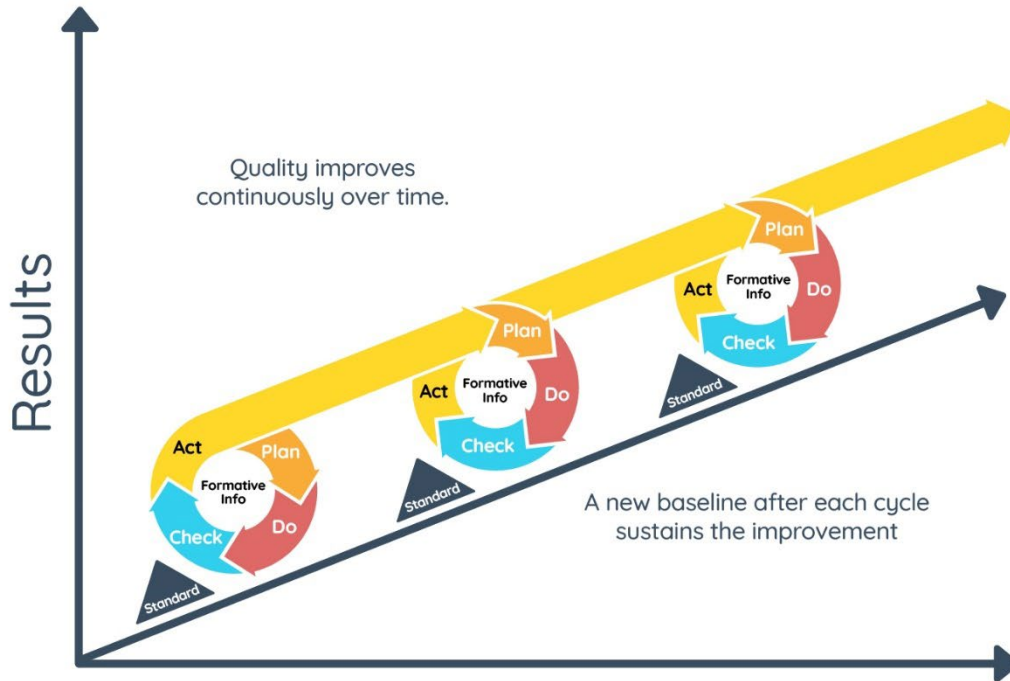 Results
Quality improves
continuously over time.
Act
Plan
Formative
Info
Check
Do
Standard
Plan
Act
Formative
Info
Do
Check
Standard
Plan
Act
Formative
Info
Do
Check
Standard
A new baseline after each cycle
sustains the improvement